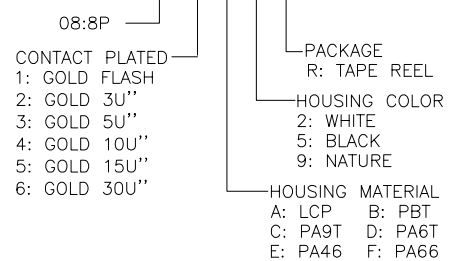 08:8P
CONTACT PLATED
1: GOLD FLASH
2: GOLD 3U''
3: GOLD 5U''
4: GOLD 10U''
5: GOLD 15U''
6: GOLD 30U''
PACKAGE
R: TAPE REEL
HOUSING COLOR
2: WHITE
5: BLACK
9: NATURE
HOUSING MATERIAL
A: LCP B: PBT
C: PA9T D: PA6T
E: PA46 F: PA66